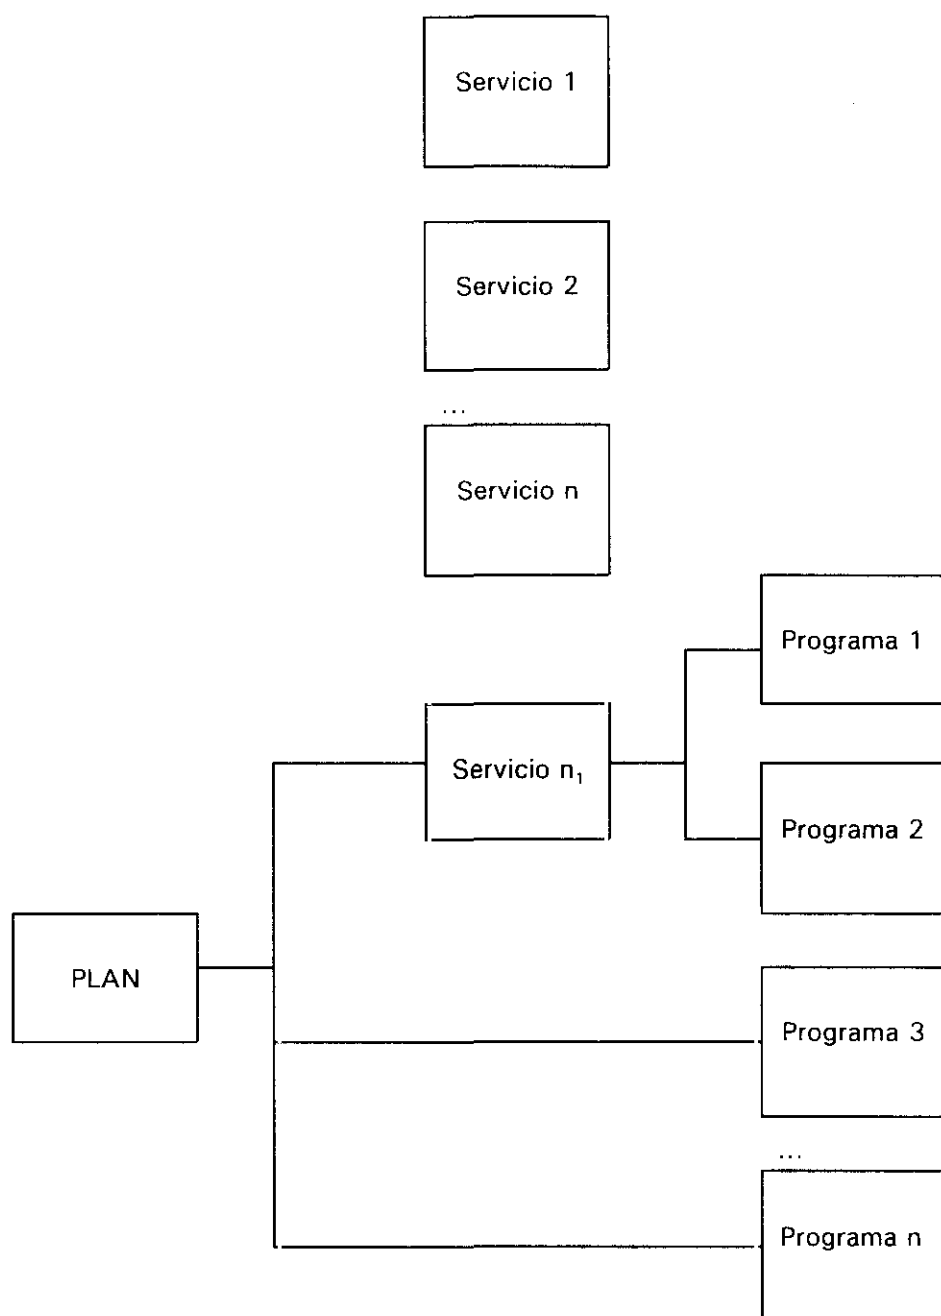 Servicio 1
Servicio 2
...
Servicio n
Programa 1
Servicio n₁
Programa 2
PLAN
Programa 3
...
Programa n